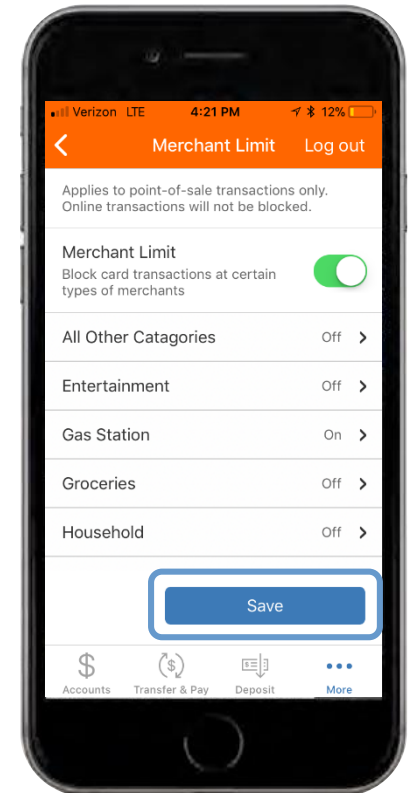 Verizon LTE 4:21 PM 12%
Merchant Limit Log out
Applies to point-of-sale transactions only.
Online transactions will not be blocked.
Merchant Limit
Block card transactions at certain
types of merchants
All Other Catagories Off
Entertainment Off
Gas Station On
Groceries Off
Household Off
Save
$ ($) $
Accounts Transfer & Pay Deposit More